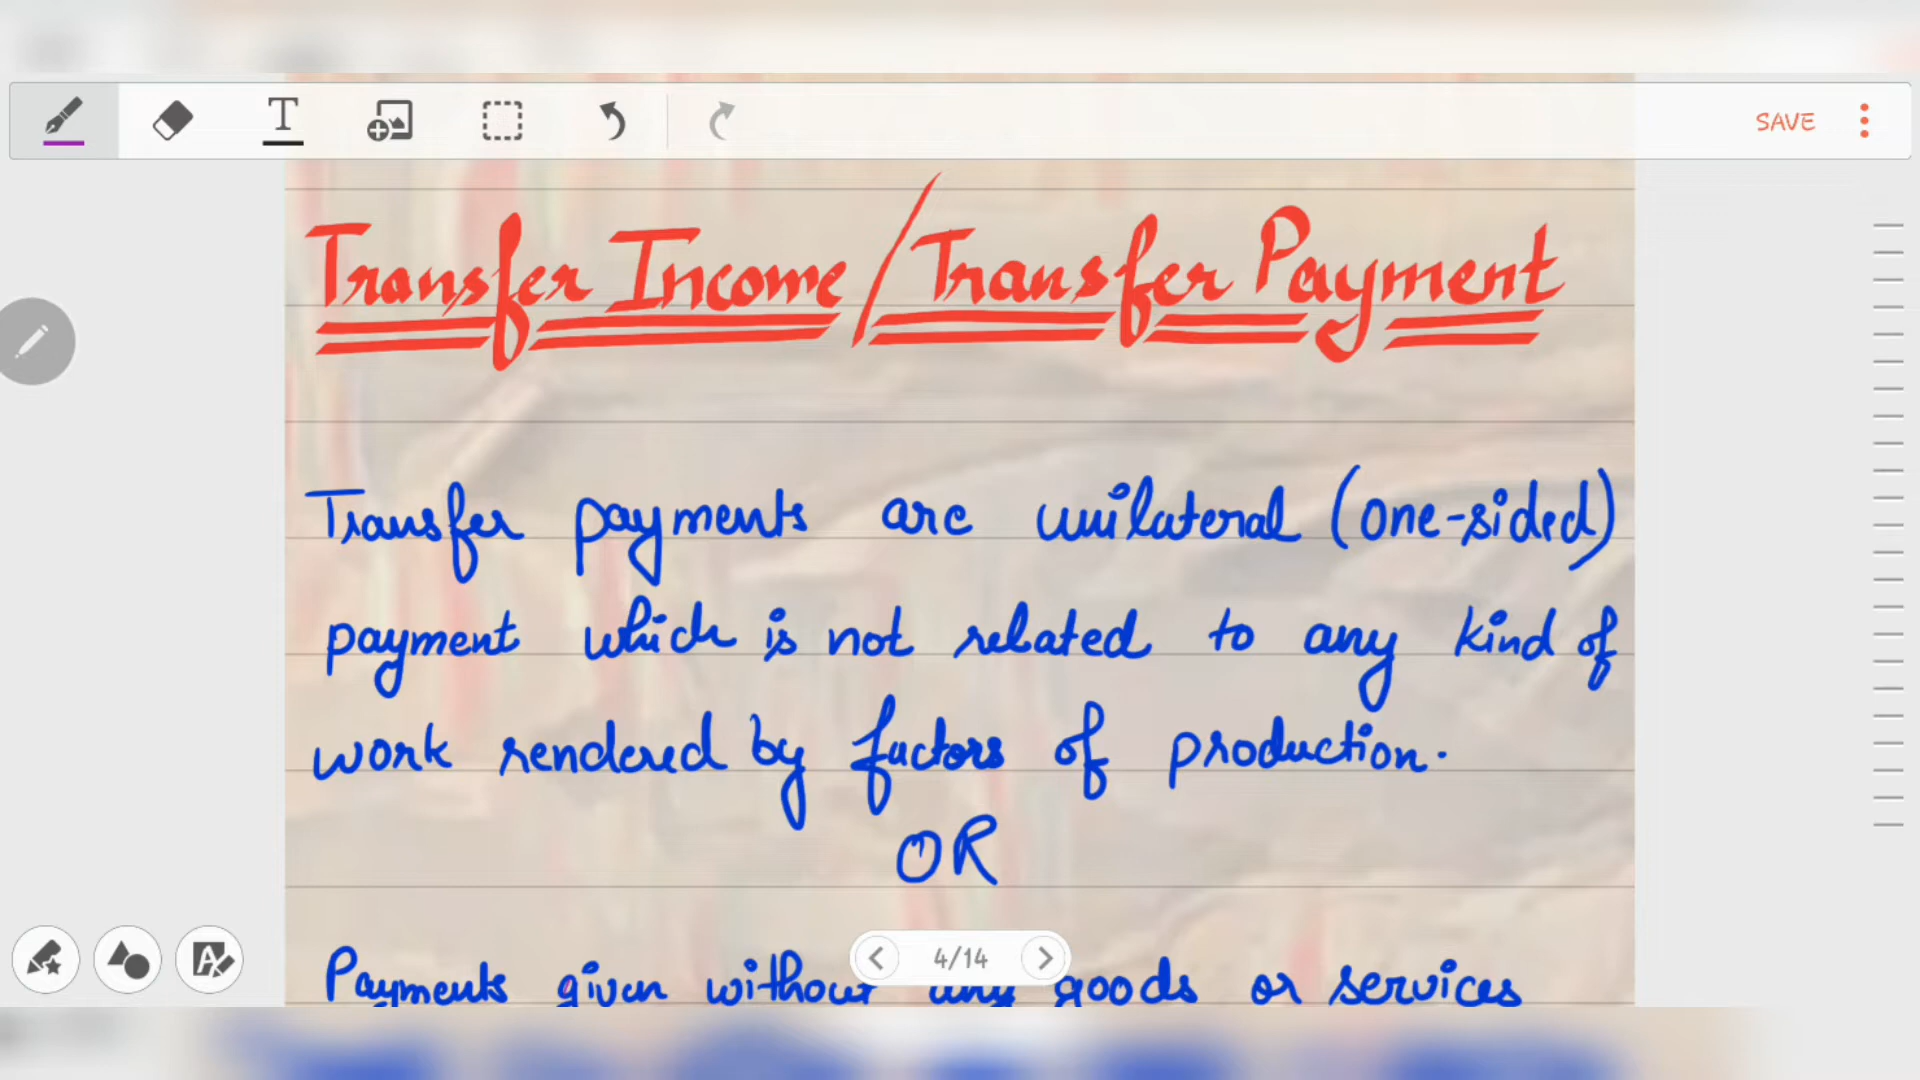 T
SAVE
Transfer Income/Transfer Payment
Transfer payments are unilateral (one-sided)
payment which is not related to any kind of
work rendered by factors of production.
OR
Payments given without any goods or services
4/14